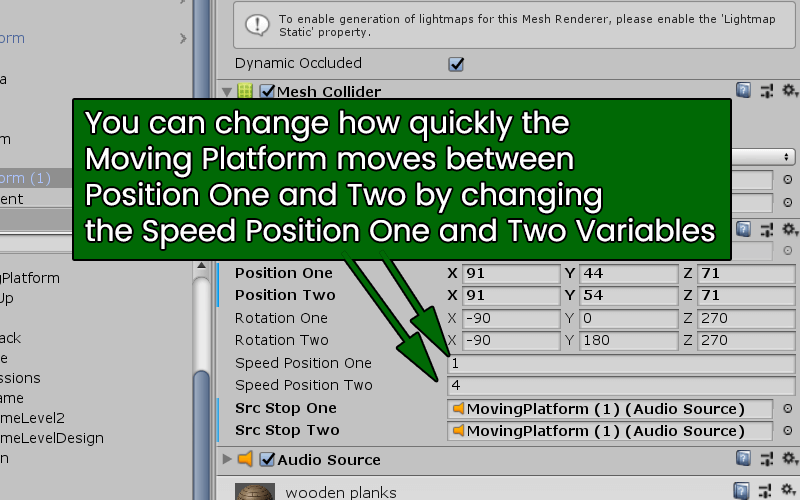 To enable generation of lightmaps for this Mesh Renderer, please enable the 'Lightmap
Static' property.
Dynamic Occluded
Mesh Collider
You can change how quickly the
Moving Platform moves between
Position One and Two by changing
the Speed Position One and Two Variables
Position One X 91 Y 44 Z 71
Position Two X 91 Y 54 Z 71
Rotation One X -90 Y 0 Z 270
Rotation Two X -90 Y 180 Z 270
Speed Position One 1
Speed Position Two 4
Src Stop One MovingPlatform (1) (Audio Source)
Src Stop Two MovingPlatform (1) (Audio Source)
Audio Source
wooden planks
orm
a
m
orm (1)
ent
gPlatform
Up
ack
e
ssions
ame
meLevel2
meLevelDesign
n